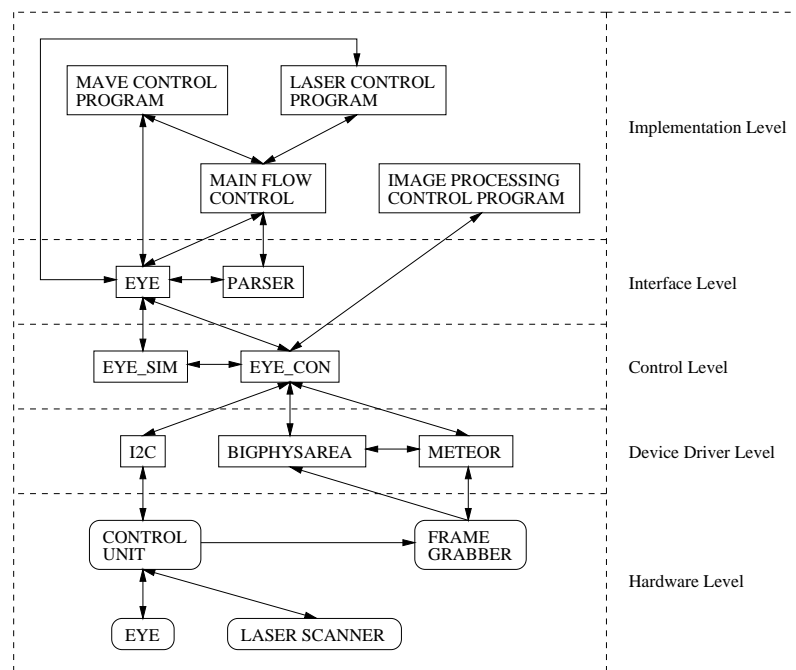 MAVE CONTROL
PROGRAM
LASER CONTROL
PROGRAM
Implementation Level
MAIN FLOW
CONTROL
IMAGE PROCESSING
CONTROL PROGRAM
EYE
PARSER
Interface Level
EYE_SIM
EYE_CON
Control Level
I2C
BIGPHYSAREA
METEOR
Device Driver Level
CONTROL
UNIT
FRAME
GRABBER
Hardware Level
EYE
LASER SCANNER